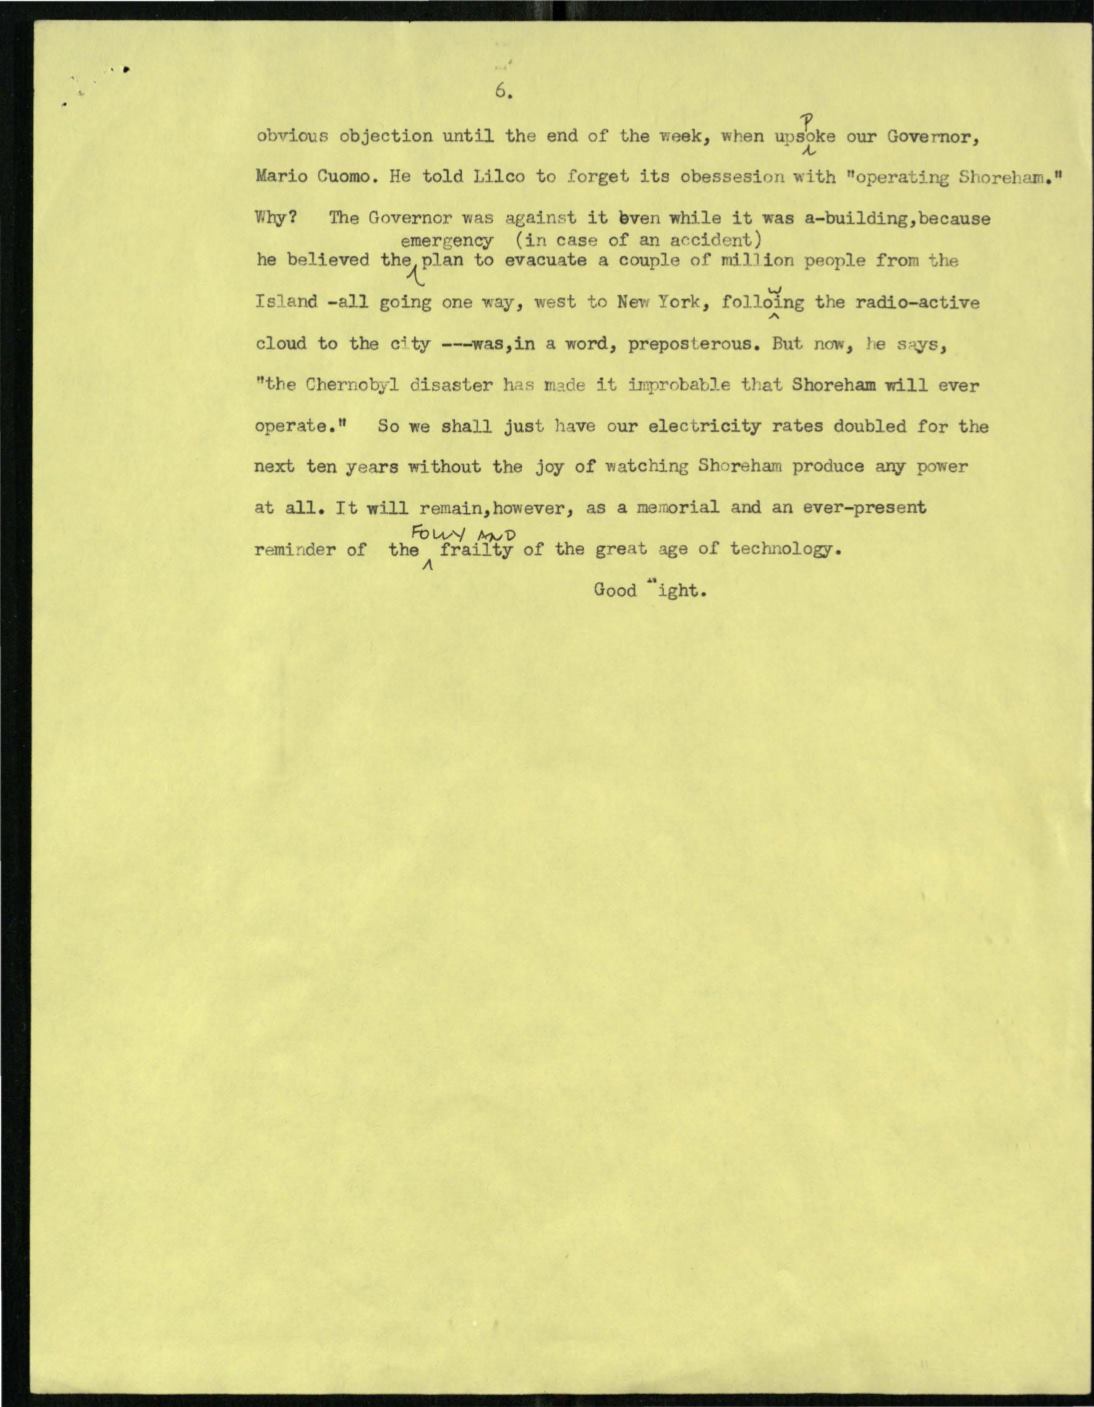 6.
obvious objection until the end of the week, when upspoke our Governor,
Mario Cuomo. He told Lilco to forget its obessesion with "operating Shoreham."
Why? The Governor was against it even while it was a-building,because
emergency (in case of an accident)
he believed the plan to evacuate a couple of million people from the
Island -all going one way, west to New York, following the radio-active
cloud to the city ---was,in a word, preposterous. But now, he says,
"the Chernobyl disaster has made it improbable that Shoreham will ever
operate." So we shall just have our electricity rates doubled for the
next ten years without the joy of watching Shoreham produce any power
at all. It will remain,however, as a memorial and an ever-present
FOLLY AND
reminder of the frailty of the great age of technology.
Good Night.